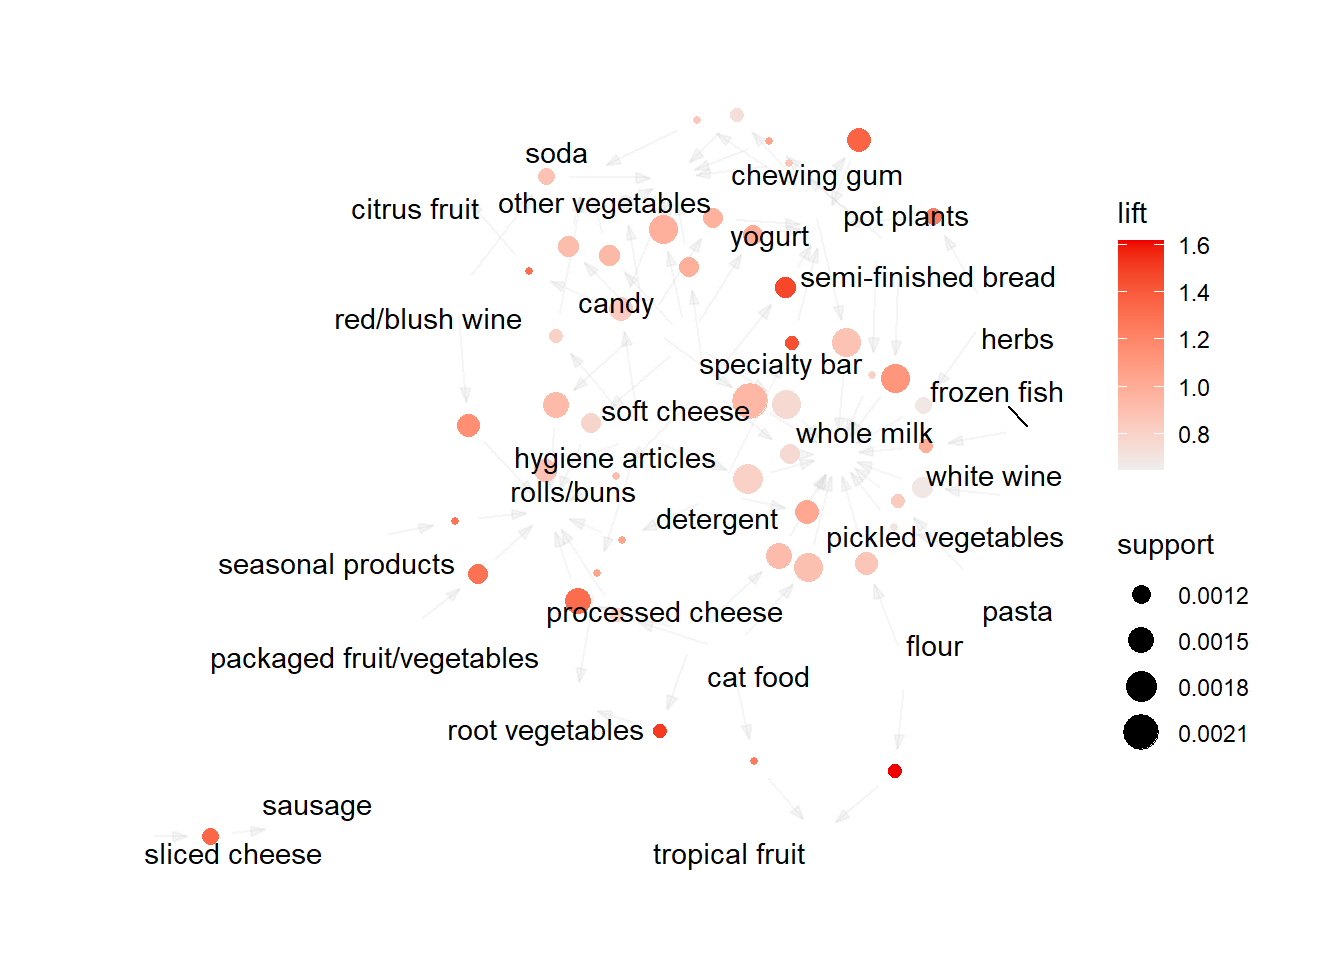 soda
chewing gum
citrus fruit
other vegetables
pot plants
yogurt
semi-finished bread
candy
red/blush wine
herbs
specialty bar
frozen fish
soft cheese
whole milk
hygiene articles
white wine
rolls/buns
detergent
pickled vegetables
seasonal products
processed cheese
pasta
flour
packaged fruit/vegetables
cat food
root vegetables
sausage
sliced cheese
tropical fruit
lift
1.6
1.4
1.2
1.0
0.8
support
0.0012
0.0015
0.0018
0.0021